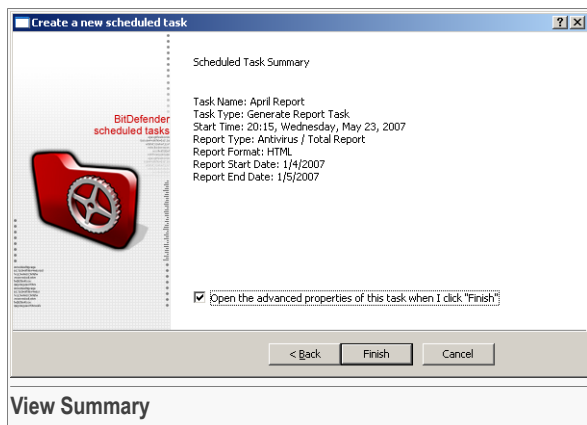 Create a new scheduled task
BitDefender
scheduled tasks
Scheduled Task Summary
Task Name: April Report
Task Type: Generate Report Task
Start Time: 20:15, Wednesday, May 23, 2007
Report Type: Antivirus / Total Report
Report Format: HTML
Report Start Date: 1/4/2007
Report End Date: 1/5/2007
Open the advanced properties of this task when I click "Finish"
< Back
Finish
Cancel
View Summary